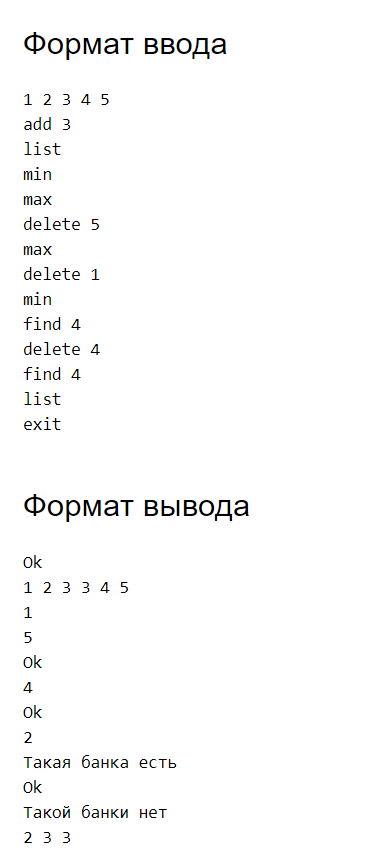 Формат ввода
1 2 3 4 5
add 3
list
min
max
delete 5
max
delete 1
min
find 4
delete 4
find 4
list
exit
Формат вывода
Ok
1 2 3 3 4 5
1
5
Ok
4
Ok
2
Такая банка есть
Ok
Такой банки нет
2 3 3